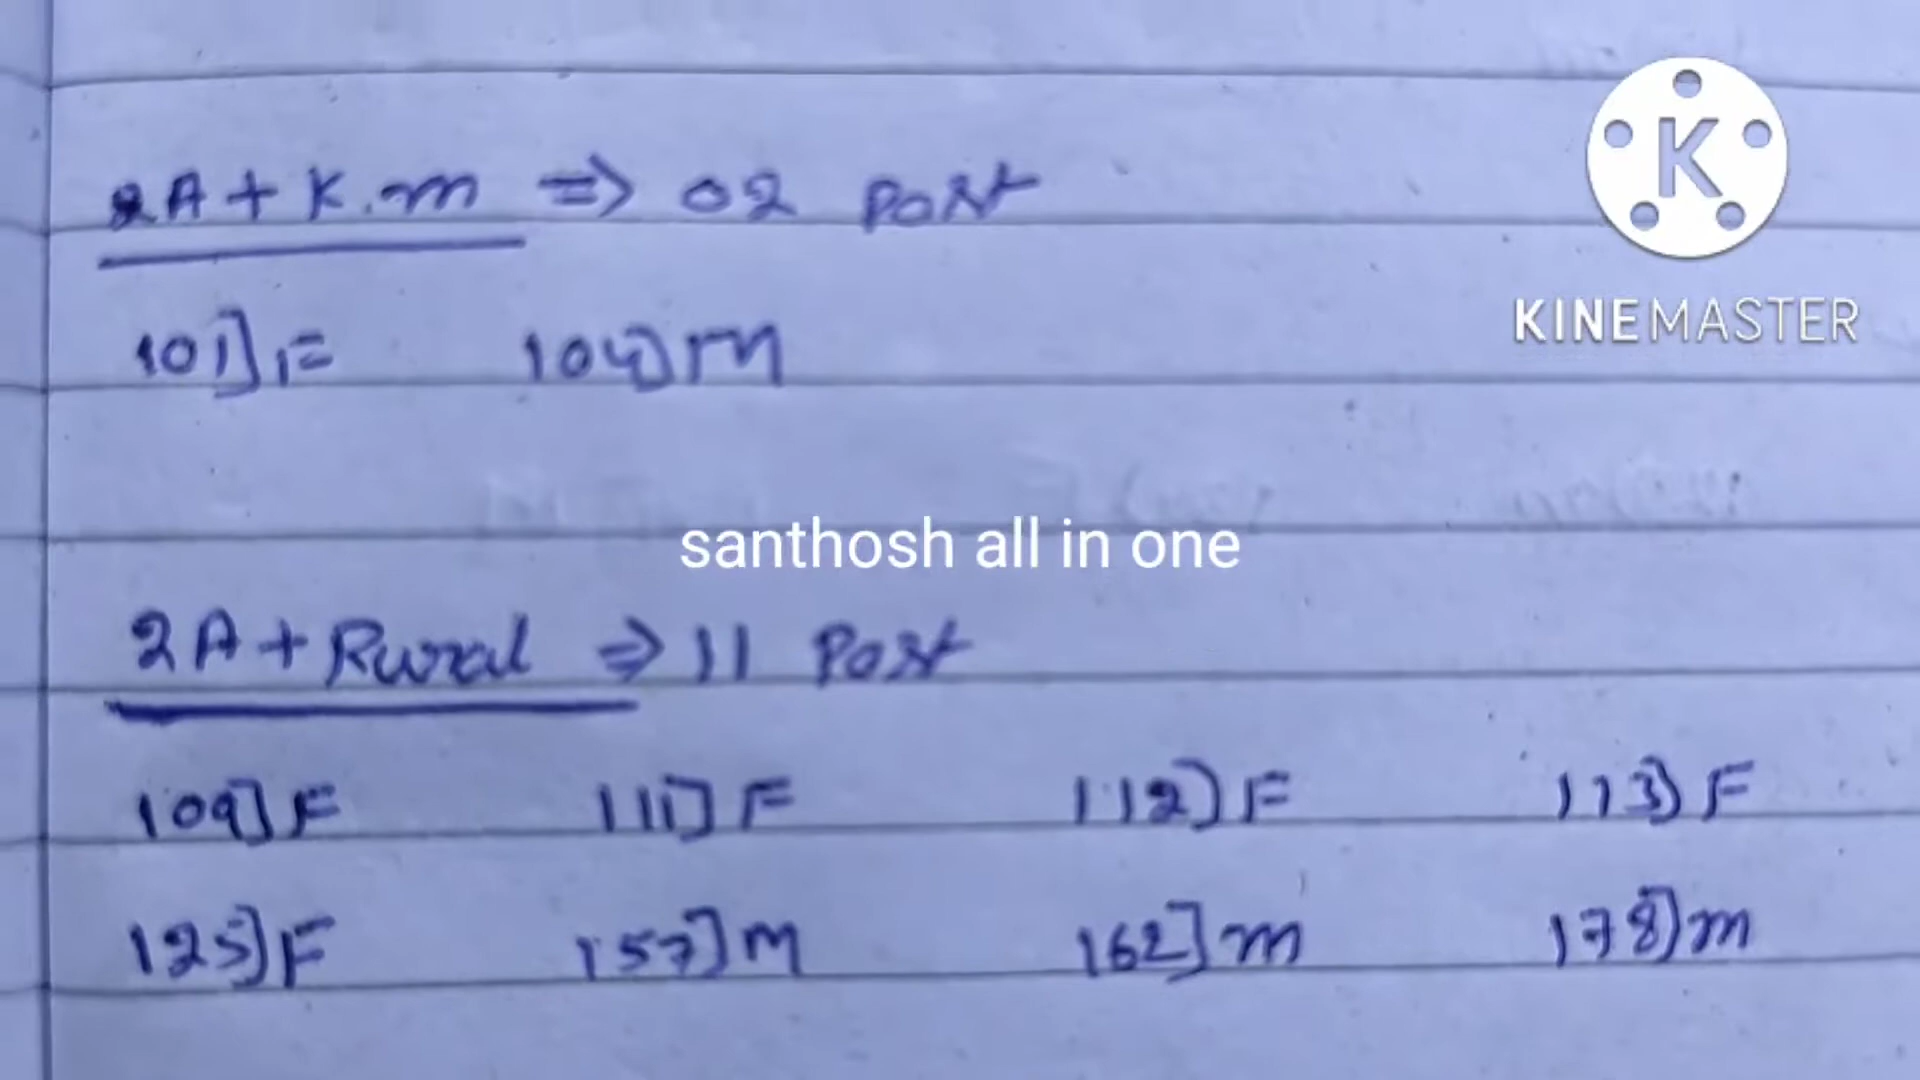 2A + K.m ⇒ 02 Post
K
KINEMASTER
101] F 104) M
santhosh all in one
2A + Rural ⇒ 11 Post
109] F 111] F 112) F 113) F
125) F 157] M 162] m 178) m